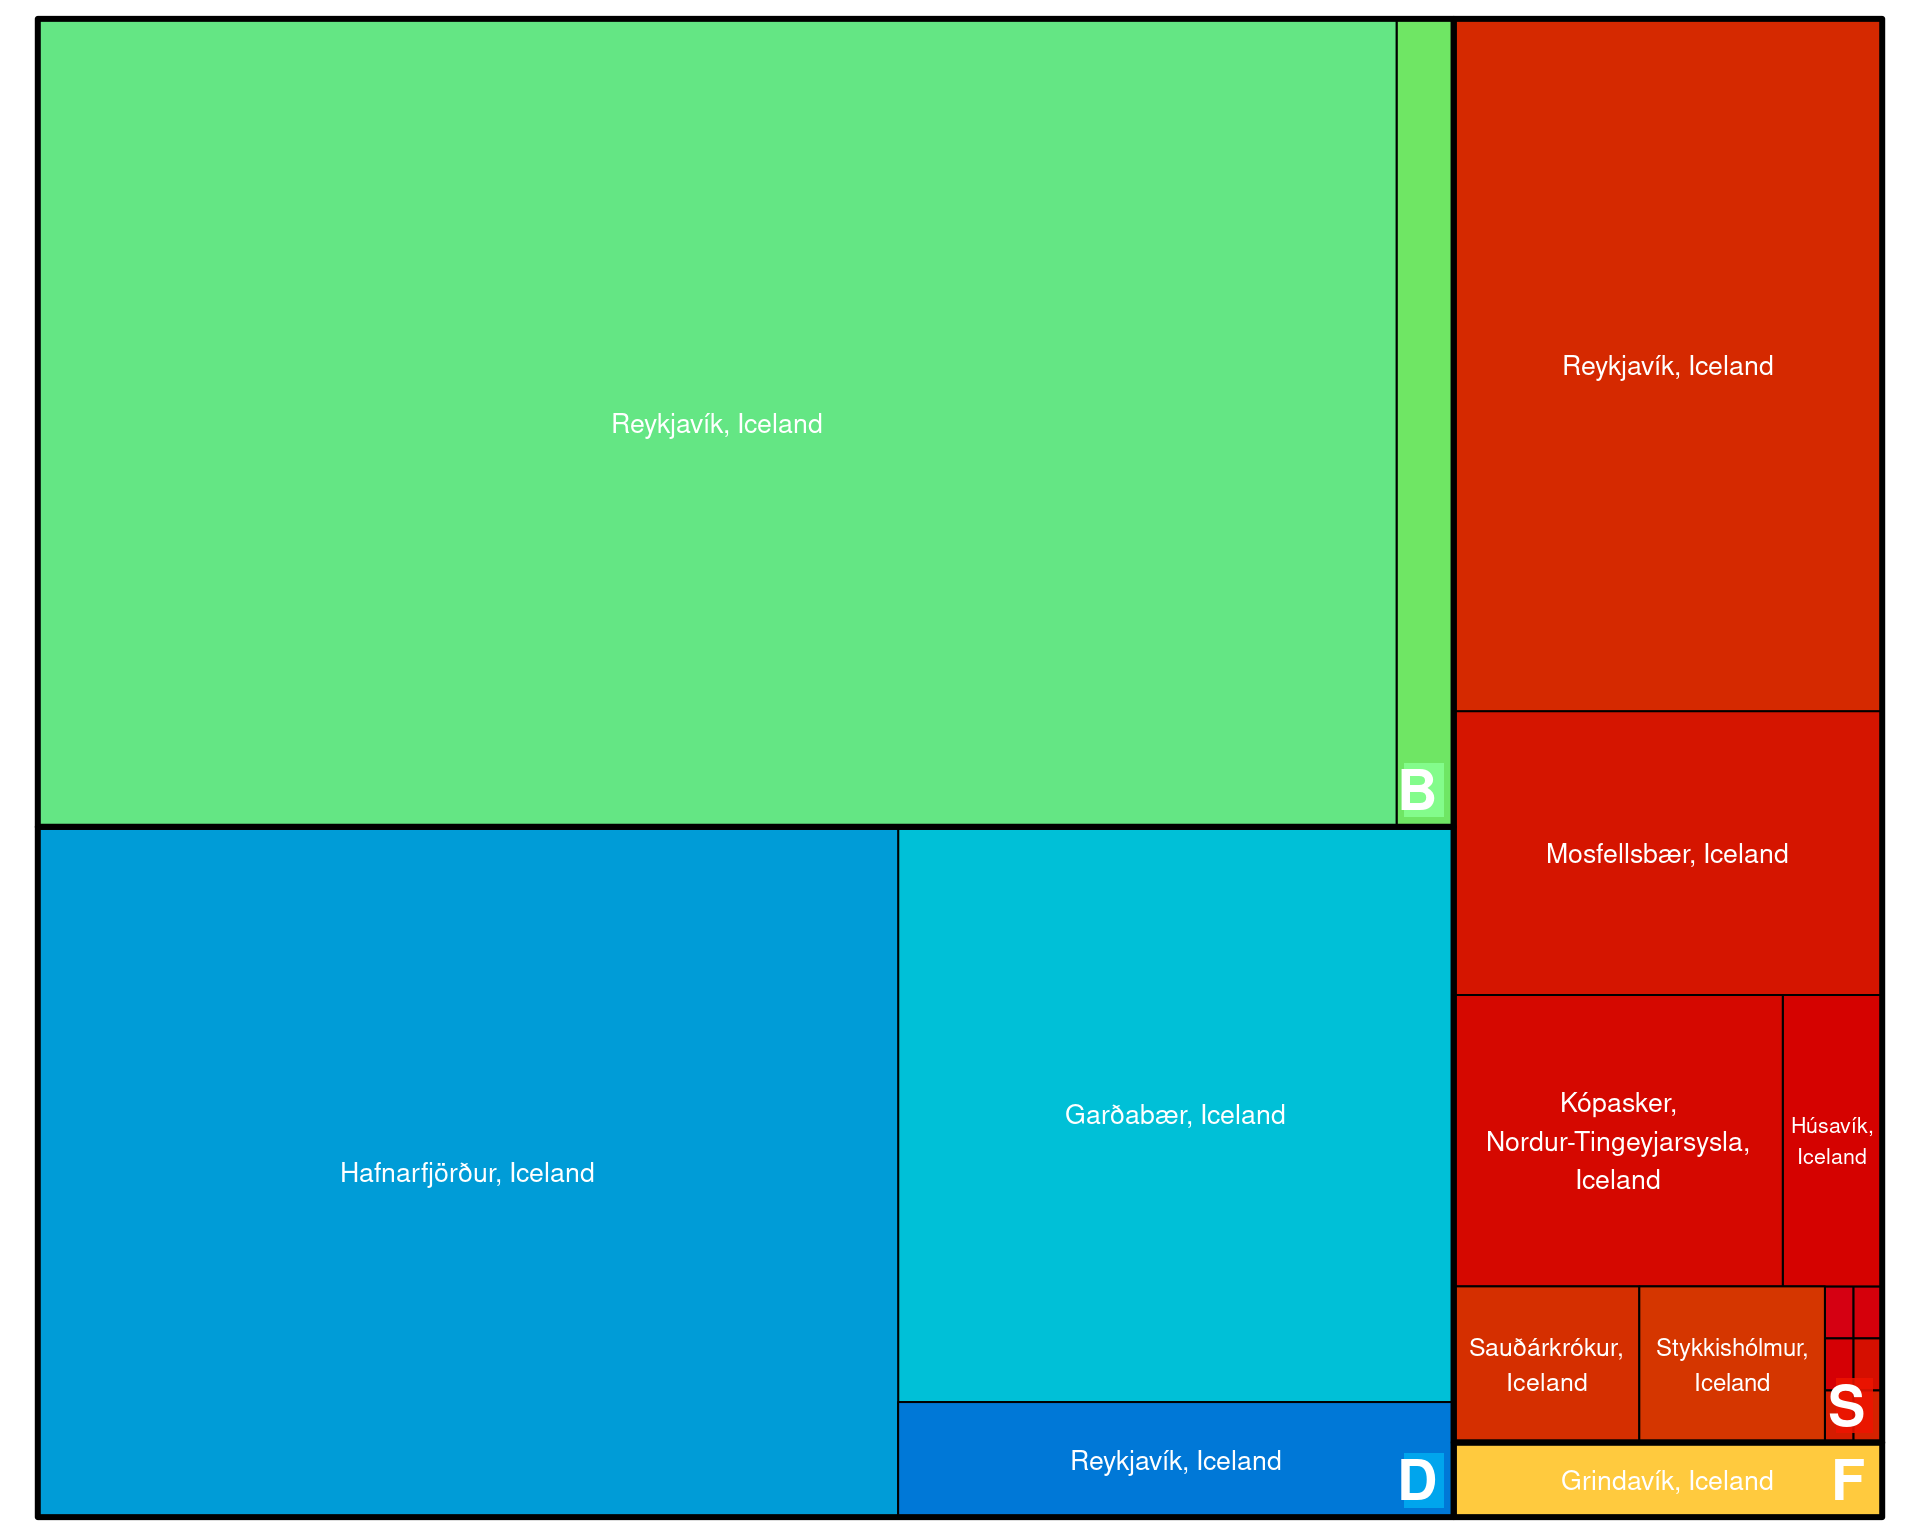 Reykjavík, Iceland
B
Reykjavík, Iceland
Mosfellsbær, Iceland
Hafnarfjörður, Iceland
Garðabær, Iceland
Reykjavík, Iceland
D
Kópasker,
Nordur-Tingeyjarsysla,
Iceland
Húsavík,
Iceland
Sauðárkrókur,
Iceland
Stykkishólmur,
Iceland
S
Grindavík, Iceland
F